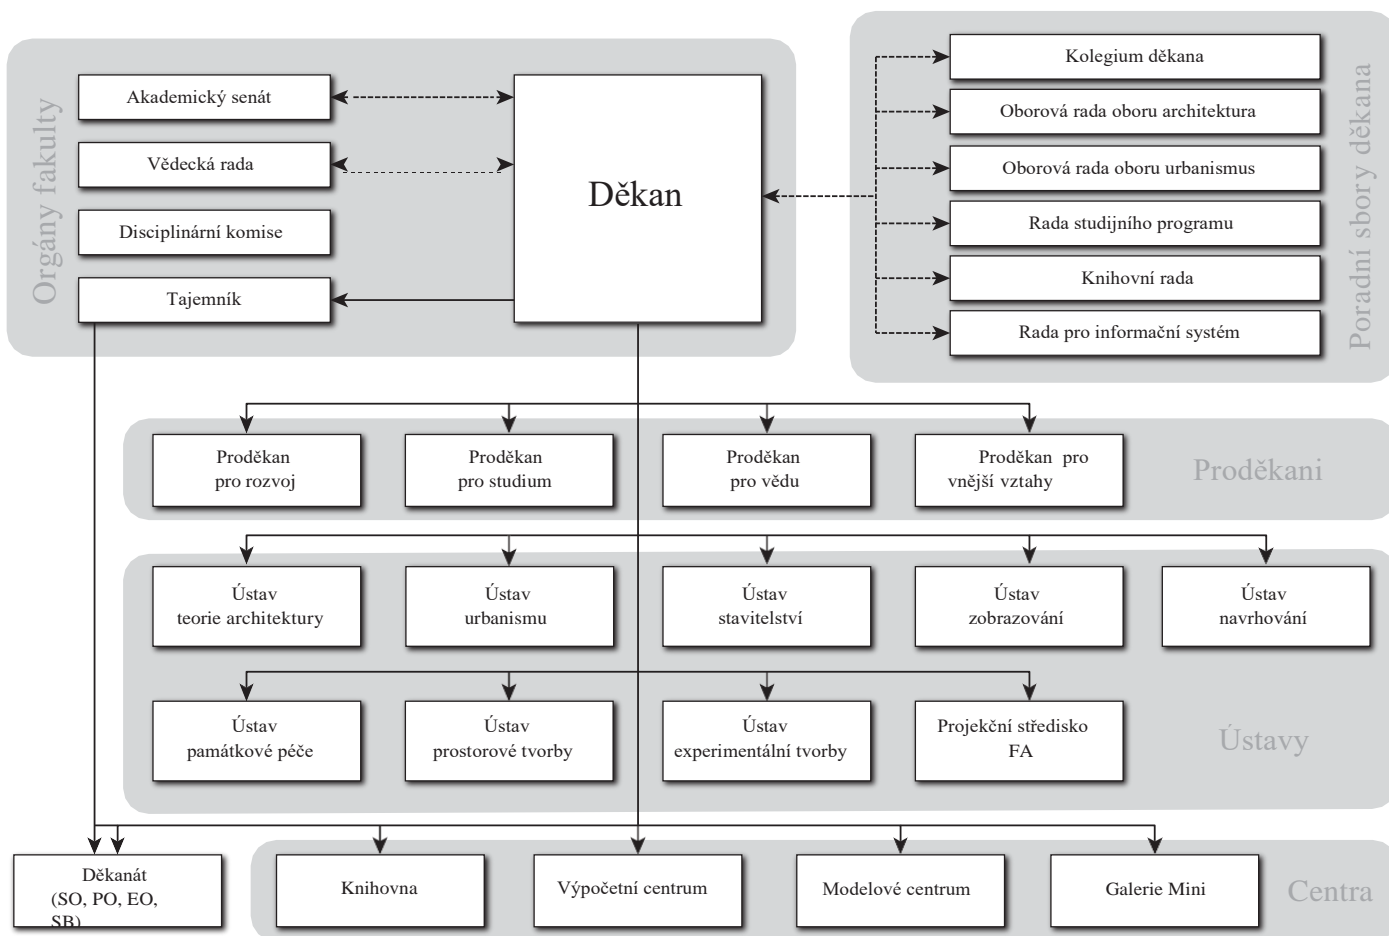 Orgány fakulty
Akademický senát
Vědecká rada
Disciplinární komise
Tajemník
Děkan
Kolegium děkana
Oborová rada oboru architektura
Oborová rada oboru urbanismus
Rada studijního programu
Knihovní rada
Rada pro informační systém
Poradní sbory děkana
Proděkan
pro rozvoj
Proděkan
pro studium
Proděkan
pro vědu
Proděkan pro
vnější vztahy
Proděkani
Ústav
teorie architektury
Ústav
urbanismu
Ústav
stavitelství
Ústav
zobrazování
Ústav
navrhování
Ústav
památkové péče
Ústav
prostorové tvorby
Ústav
experimentální tvorby
Projekční středisko
FA
Ústavy
Děkanát
(SO, PO, EO,
SB)
Knihovna
Výpočetní centrum
Modelové centrum
Galerie Mini
Centra